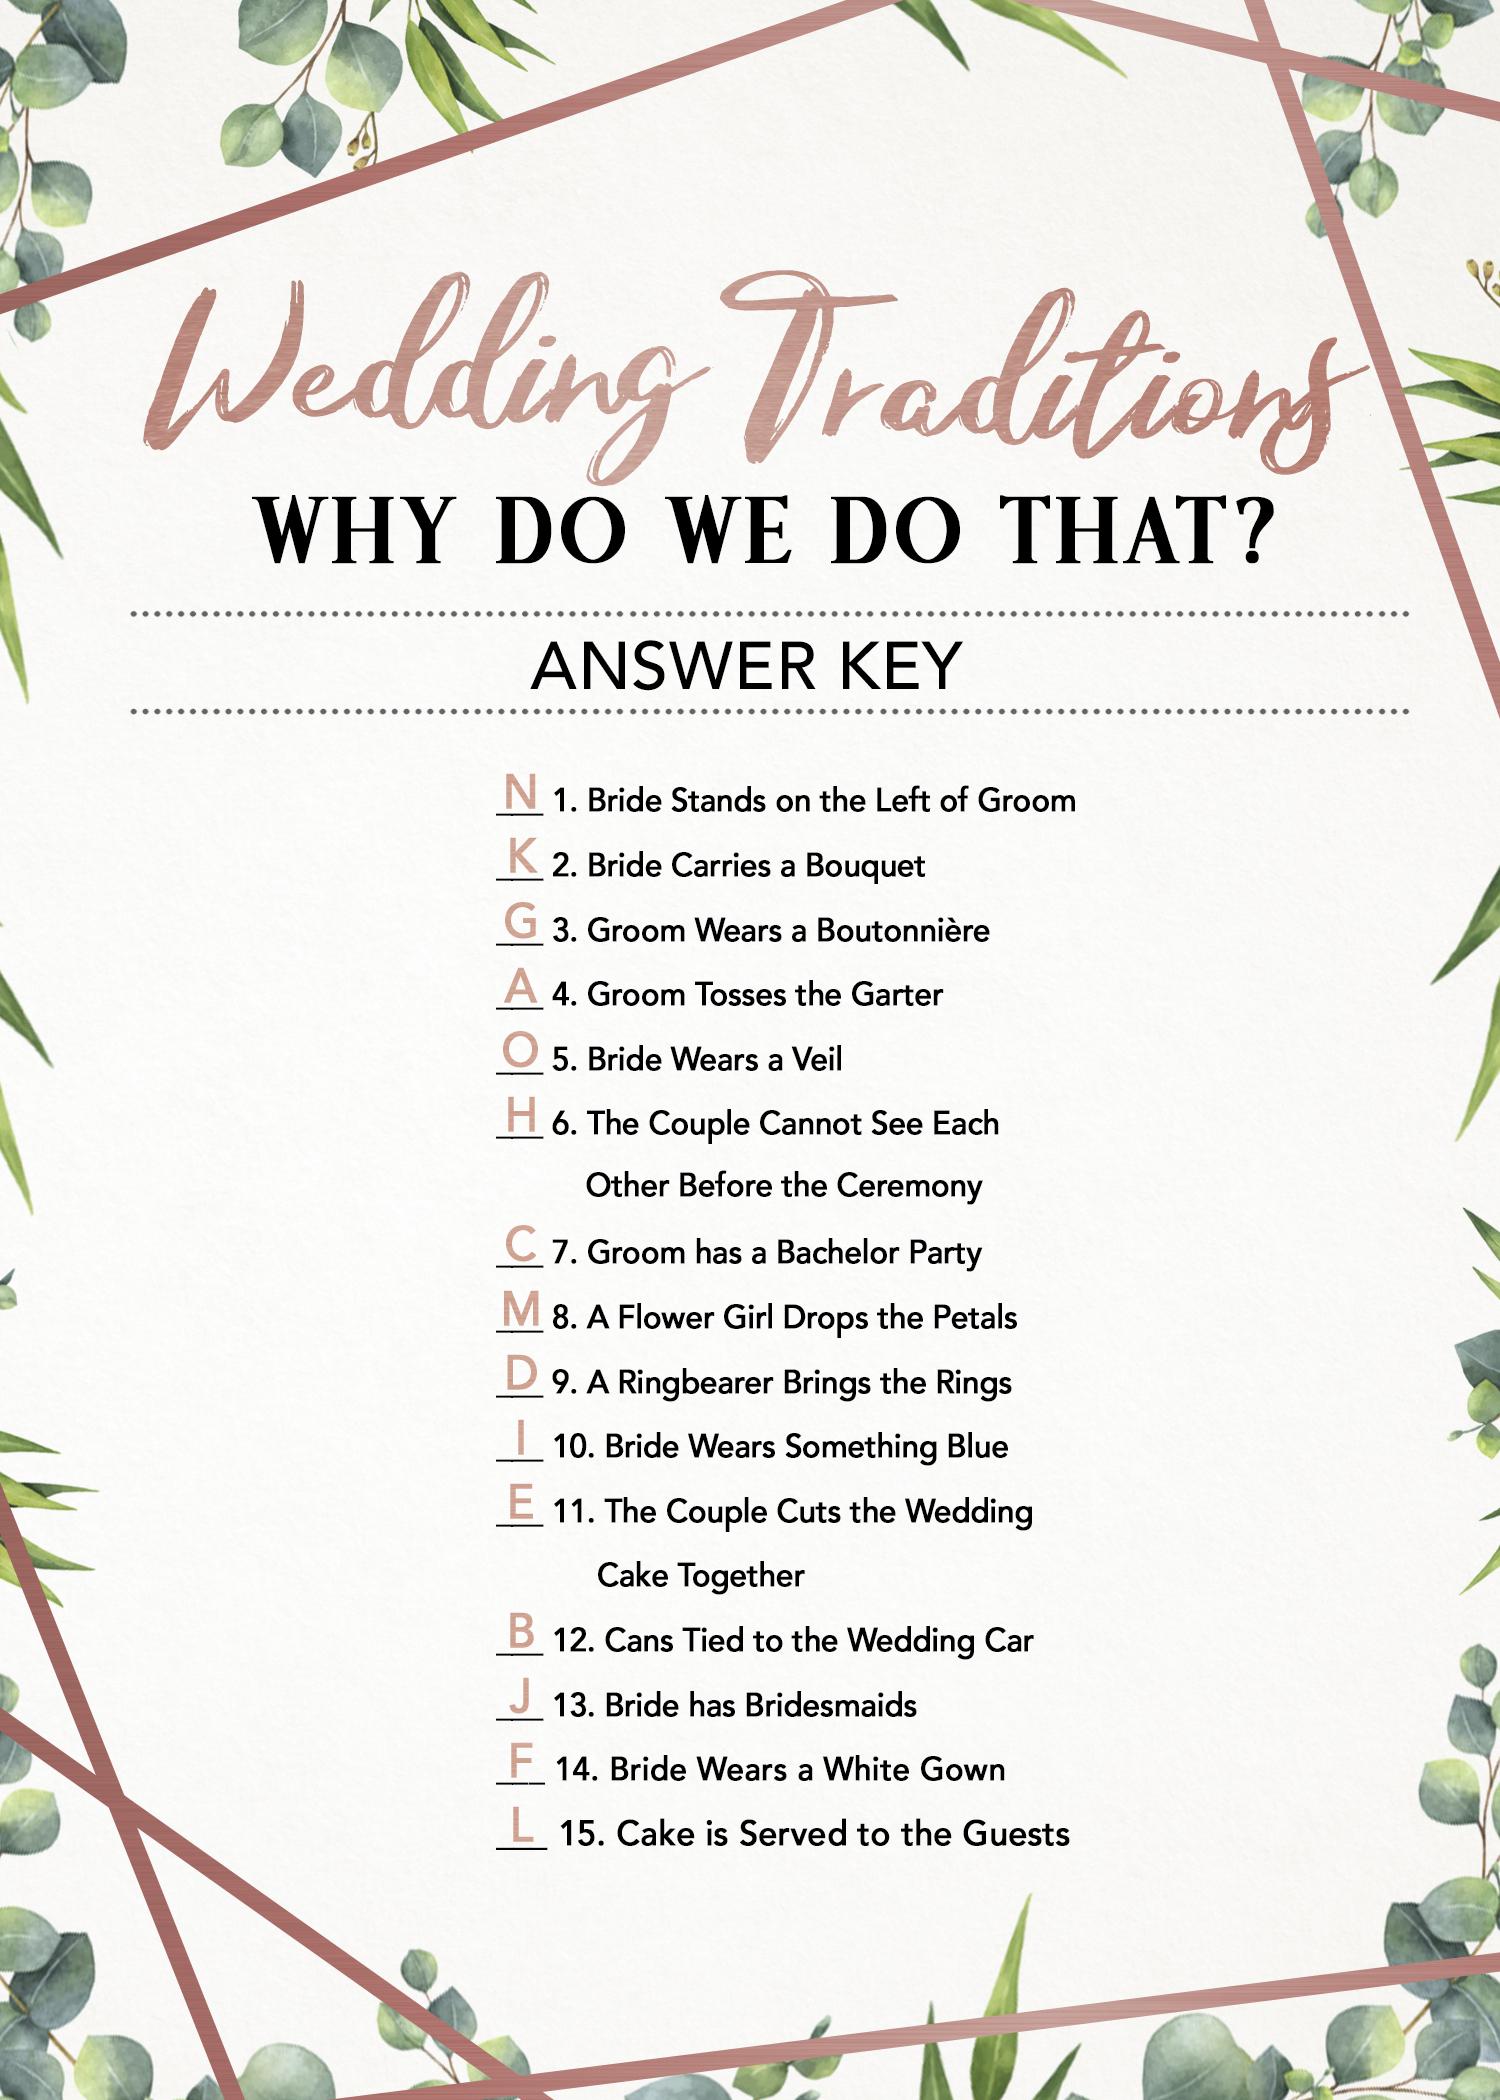 Wedding Traditions
WHY DO WE DO THAT?
ANSWER KEY
N 1. Bride Stands on the Left of Groom
K 2. Bride Carries a Bouquet
G 3. Groom Wears a Boutonnière
A 4. Groom Tosses the Garter
O 5. Bride Wears a Veil
H 6. The Couple Cannot See Each
Other Before the Ceremony
C 7. Groom has a Bachelor Party
M 8. A Flower Girl Drops the Petals
D 9. A Ringbearer Brings the Rings
I 10. Bride Wears Something Blue
E 11. The Couple Cuts the Wedding
Cake Together
B 12. Cans Tied to the Wedding Car
J 13. Bride has Bridesmaids
F 14. Bride Wears a White Gown
L 15. Cake is Served to the Guests